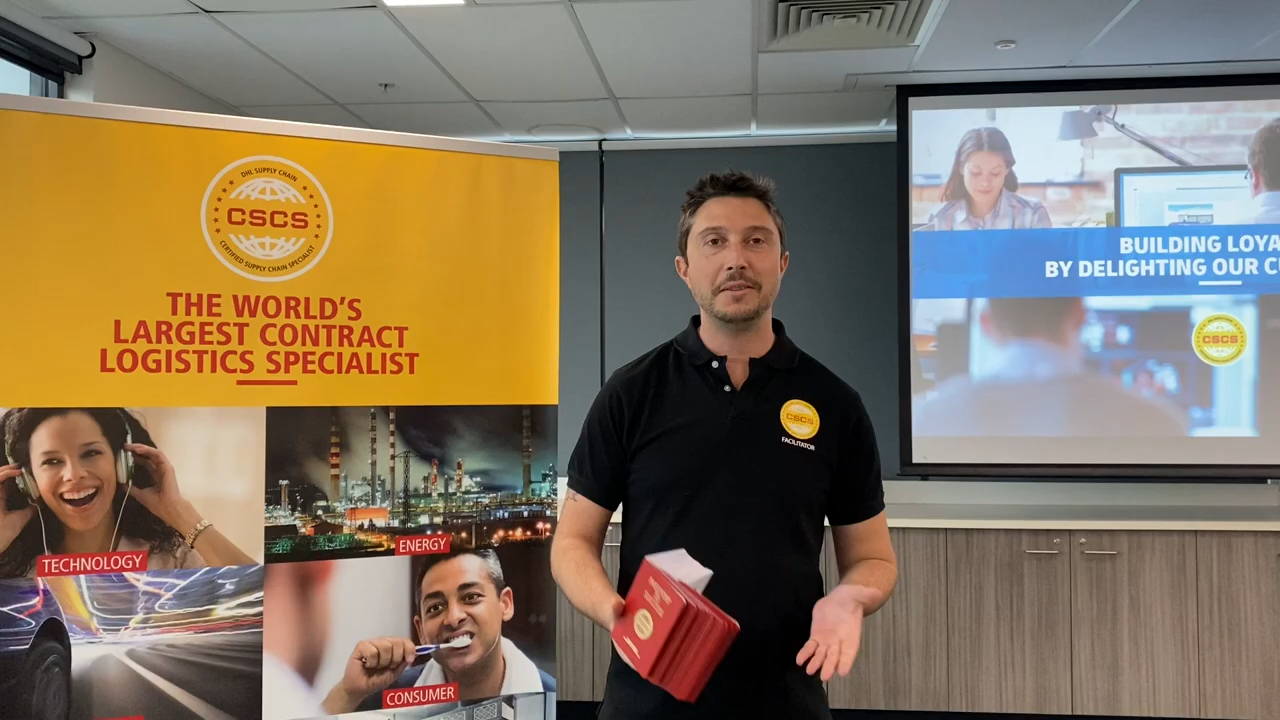 DHL SUPPLY CHAIN
CSCS
CERTIFIED SUPPLY CHAIN SPECIALIST
THE WORLD'S
LARGEST CONTRACT
LOGISTICS SPECIALIST
TECHNOLOGY
ENERGY
CONSUMER
CSCS
FACILITATOR
BUILDING LOYA
BY DELIGHTING OUR C
CSCS